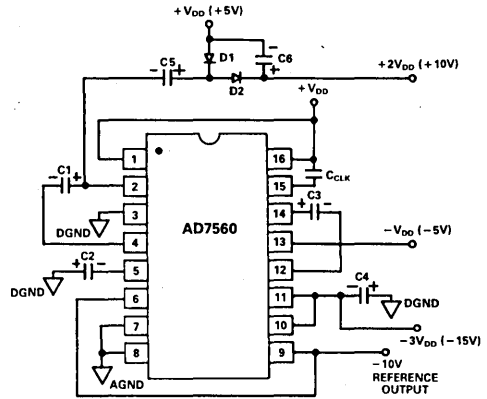 +VDD (+5V)
- C5 +
D1
- C6 +
D2
+2VDD (+10V)
+VDD
- C1 +
1
2
3
4
5
6
7
8
16
15
14
13
12
11
10
9
AD7560
CCLK
+ C3 -
DGND
+ C2 -
DGND
-VDD (-5V)
- C4 +
DGND
-3VDD (-15V)
AGND
-10V
REFERENCE
OUTPUT